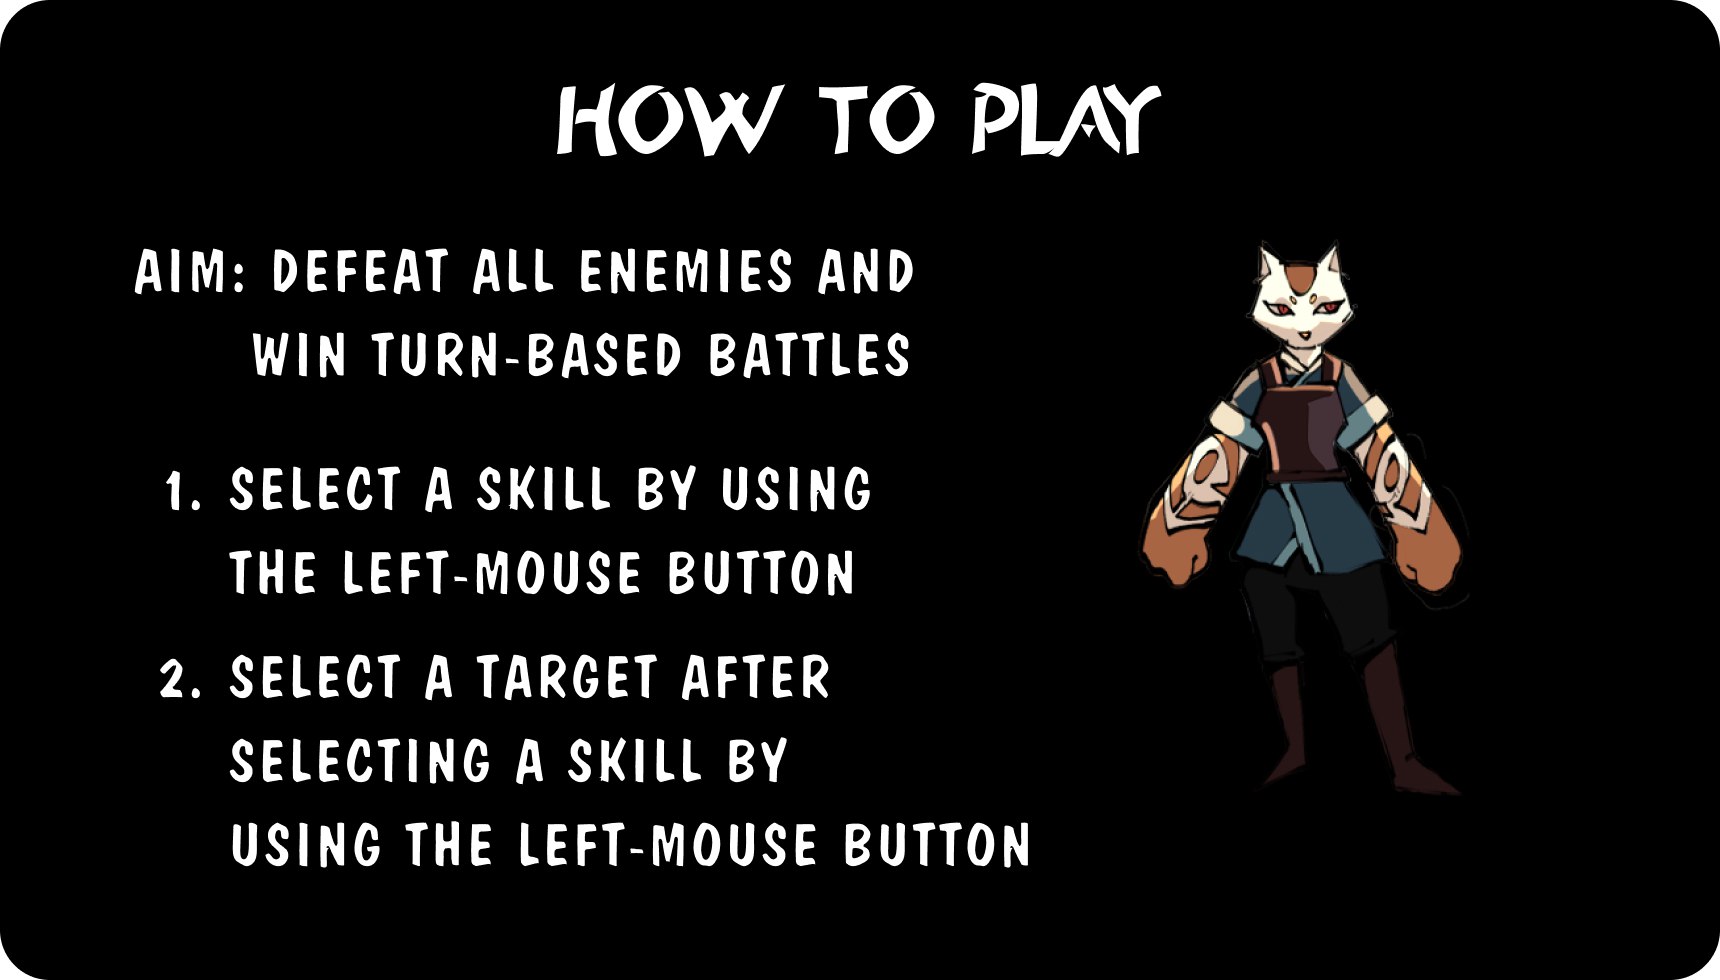 HOW TO PLAY
AIM: DEFEAT ALL ENEMIES AND
WIN TURN-BASED BATTLES
1. SELECT A SKILL BY USING
THE LEFT-MOUSE BUTTON
2. SELECT A TARGET AFTER
SELECTING A SKILL BY
USING THE LEFT-MOUSE BUTTON